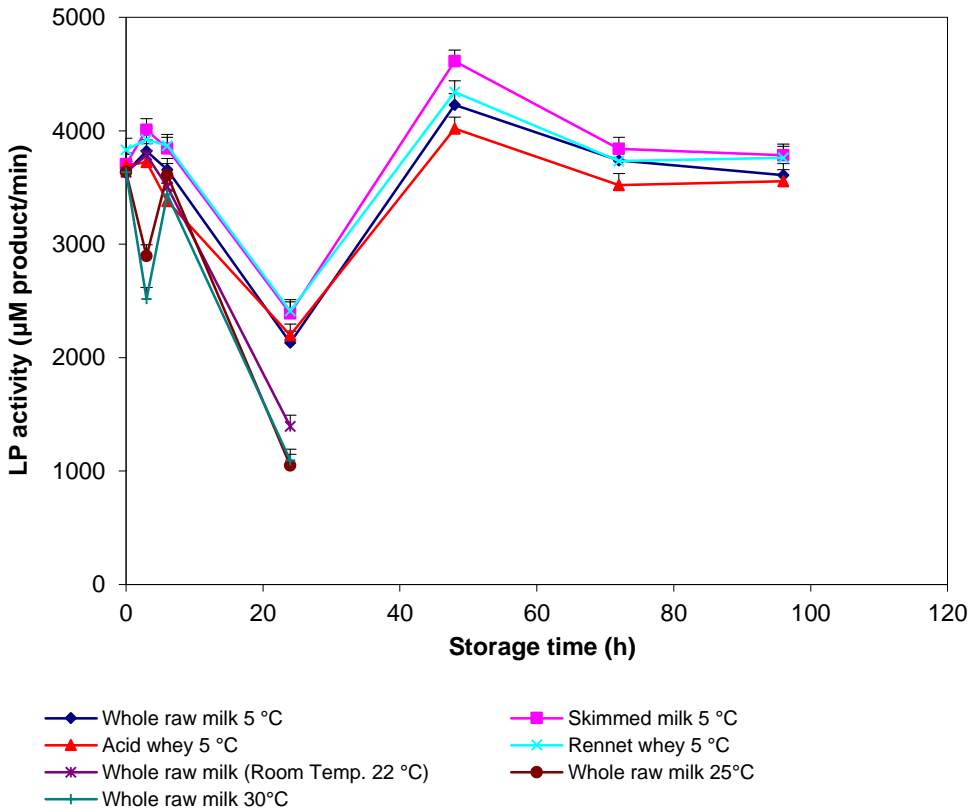 5000
4000
3000
2000
1000
0
LP activity (µM product/min)
0 20 40 60 80 100 120
Storage time (h)
Whole raw milk 5 °C Skimmed milk 5 °C
Acid whey 5 °C Rennet whey 5 °C
Whole raw milk (Room Temp. 22 °C) Whole raw milk 25°C
Whole raw milk 30°C